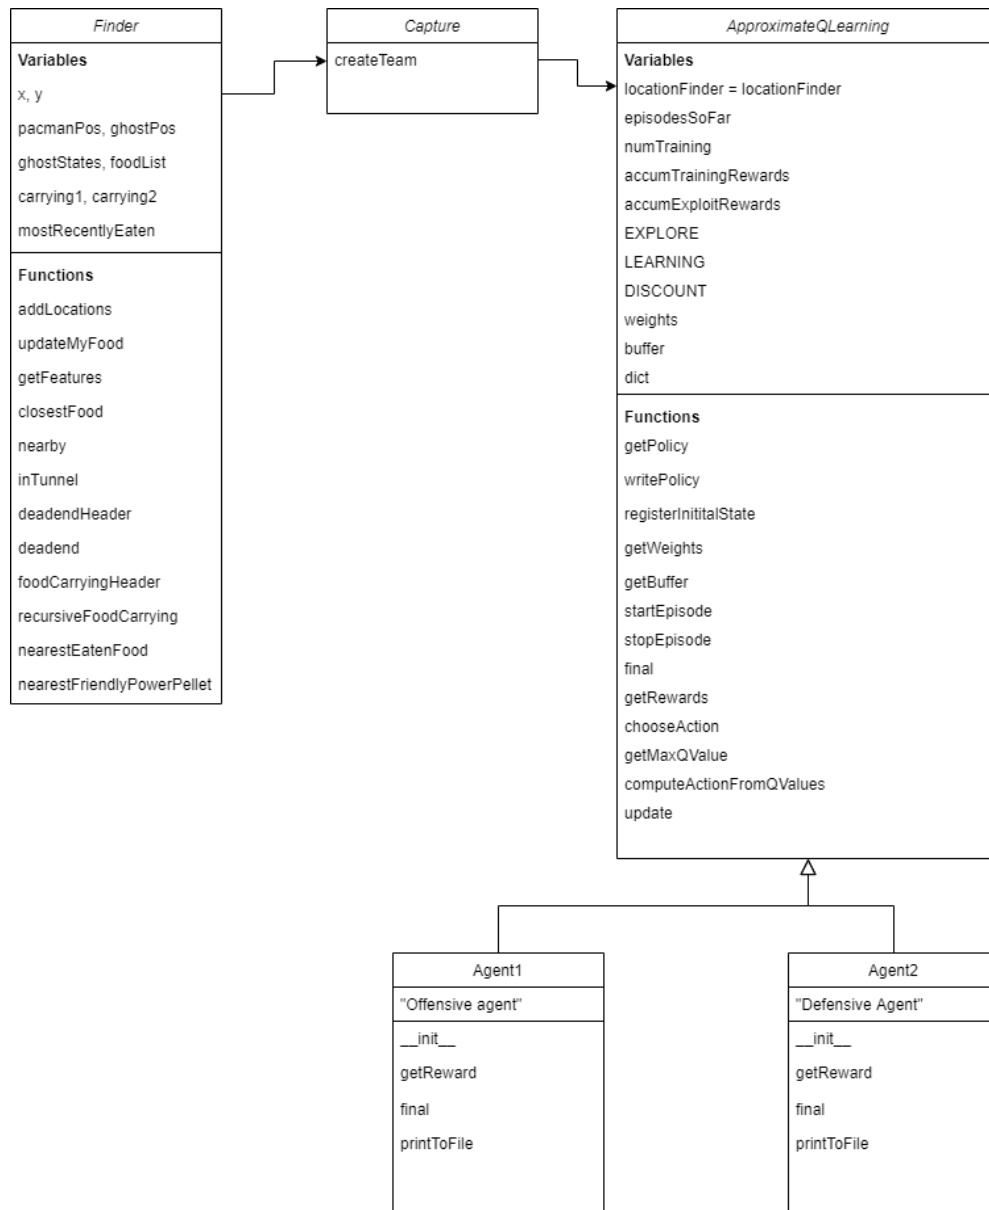 Finder
Variables
x, y
pacmanPos, ghostPos
ghostStates, foodList
carrying1, carrying2
mostRecentlyEaten
Functions
addLocations
updateMyFood
getFeatures
closestFood
nearby
inTunnel
deadendHeader
deadend
foodCarryingHeader
recursiveFoodCarrying
nearestEatenFood
nearestFriendlyPowerPellet
Capture
createTeam
ApproximateQLearning
Variables
locationFinder = locationFinder
episodesSoFar
numTraining
accumTrainingRewards
accumExploitRewards
EXPLORE
LEARNING
DISCOUNT
weights
buffer
dict
Functions
getPolicy
writePolicy
registerInititalState
getWeights
getBuffer
startEpisode
stopEpisode
final
getRewards
chooseAction
getMaxQValue
computeActionFromQValues
update
Agent1
"Offensive agent"
__init__
getReward
final
printToFile
Agent2
"Defensive Agent"
__init__
getReward
final
printToFile